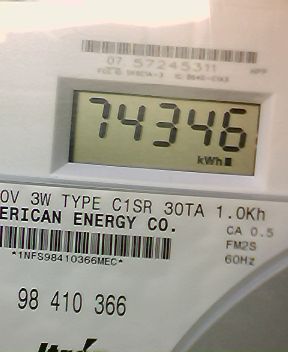 07 57245311
74346
kWh
0V 3W TYPE C1SR 30TA 1.0Kh
ERICAN ENERGY CO.
CA 0.5
FM2S
*1NFS98410366MEC*
60Hz
98 410 366